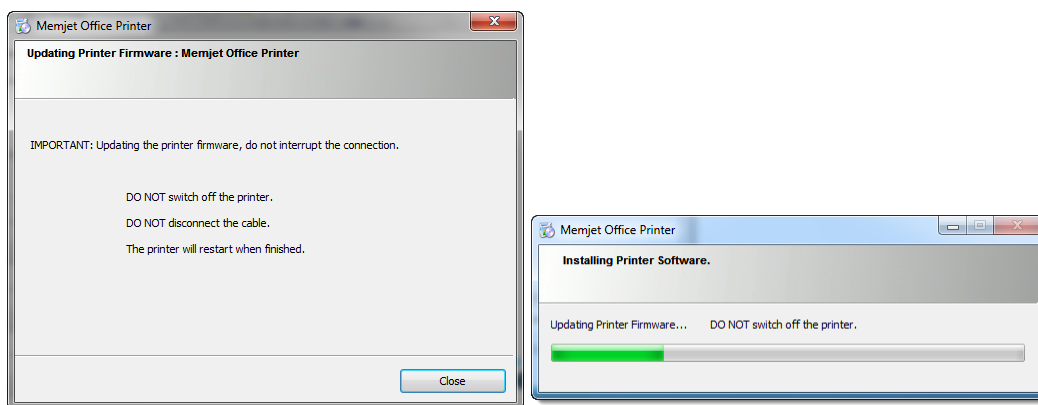 Memjet Office Printer
Updating Printer Firmware : Memjet Office Printer
IMPORTANT: Updating the printer firmware, do not interrupt the connection.
DO NOT switch off the printer.
DO NOT disconnect the cable.
The printer will restart when finished.
Close
Memjet Office Printer
Installing Printer Software.
Updating Printer Firmware... DO NOT switch off the printer.